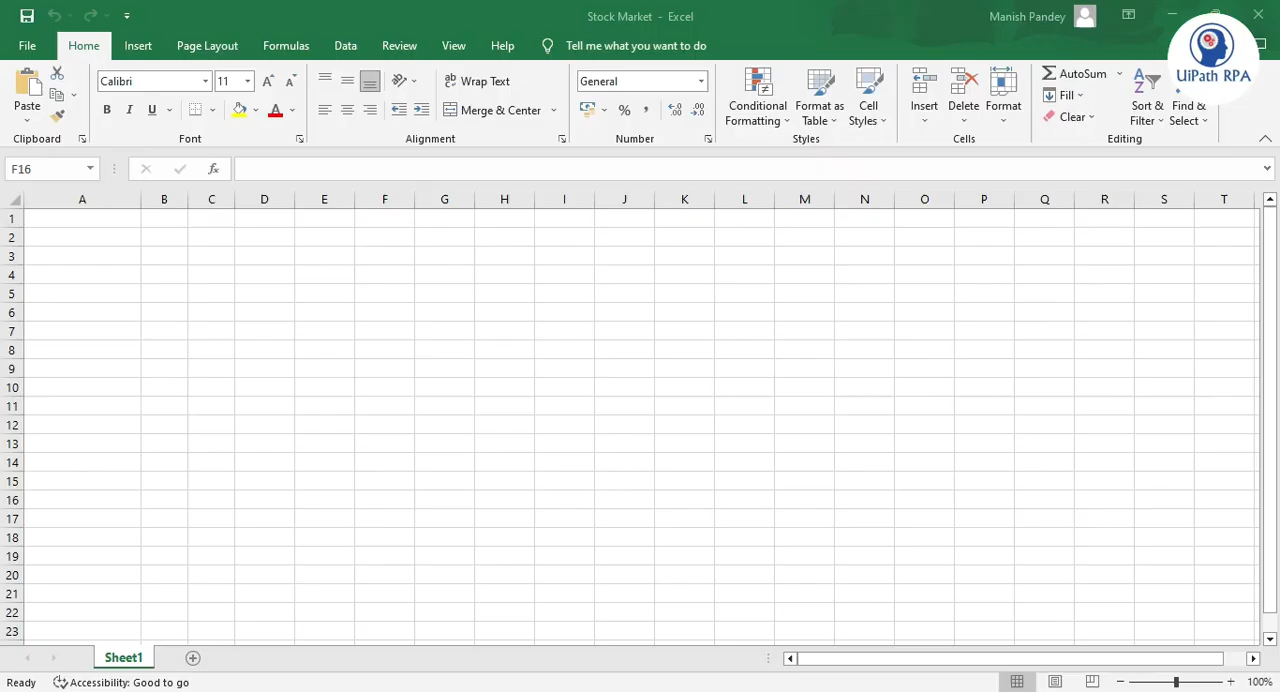 Stock Market - Excel
Manish Pandey
File Home Insert Page Layout Formulas Data Review View Help Tell me what you want to do
UiPath RPA
Paste
Calibri 11
B I U
Wrap Text
Merge & Center
General
%
Conditional Formatting
Format as Table
Cell Styles
Insert
Delete
Format
AutoSum
Fill
Clear
Sort & Filter
Find & Select
Clipboard Font Alignment Number Styles Cells Editing
F16 fx
A B C D E F G H I J K L M N O P Q R S T
1
2
3
4
5
6
7
8
9
10
11
12
13
14
15
16
17
18
19
20
21
22
23
Sheet1
Ready Accessibility: Good to go 100%